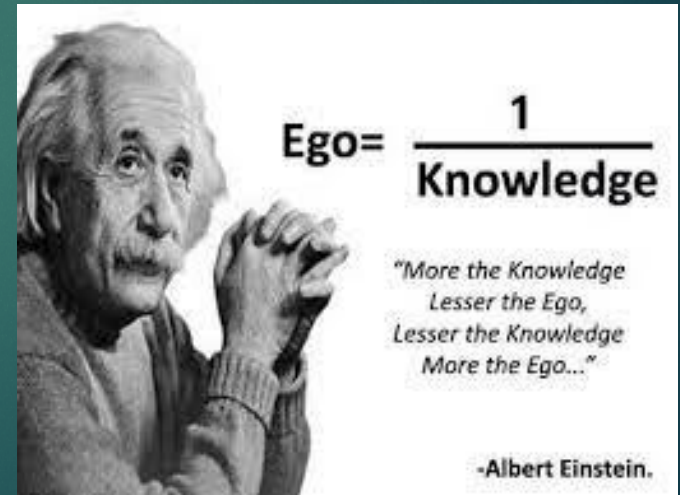 Ego= 1
Knowledge
"More the Knowledge
Lesser the Ego,
Lesser the Knowledge
More the Ego..."
-Albert Einstein.